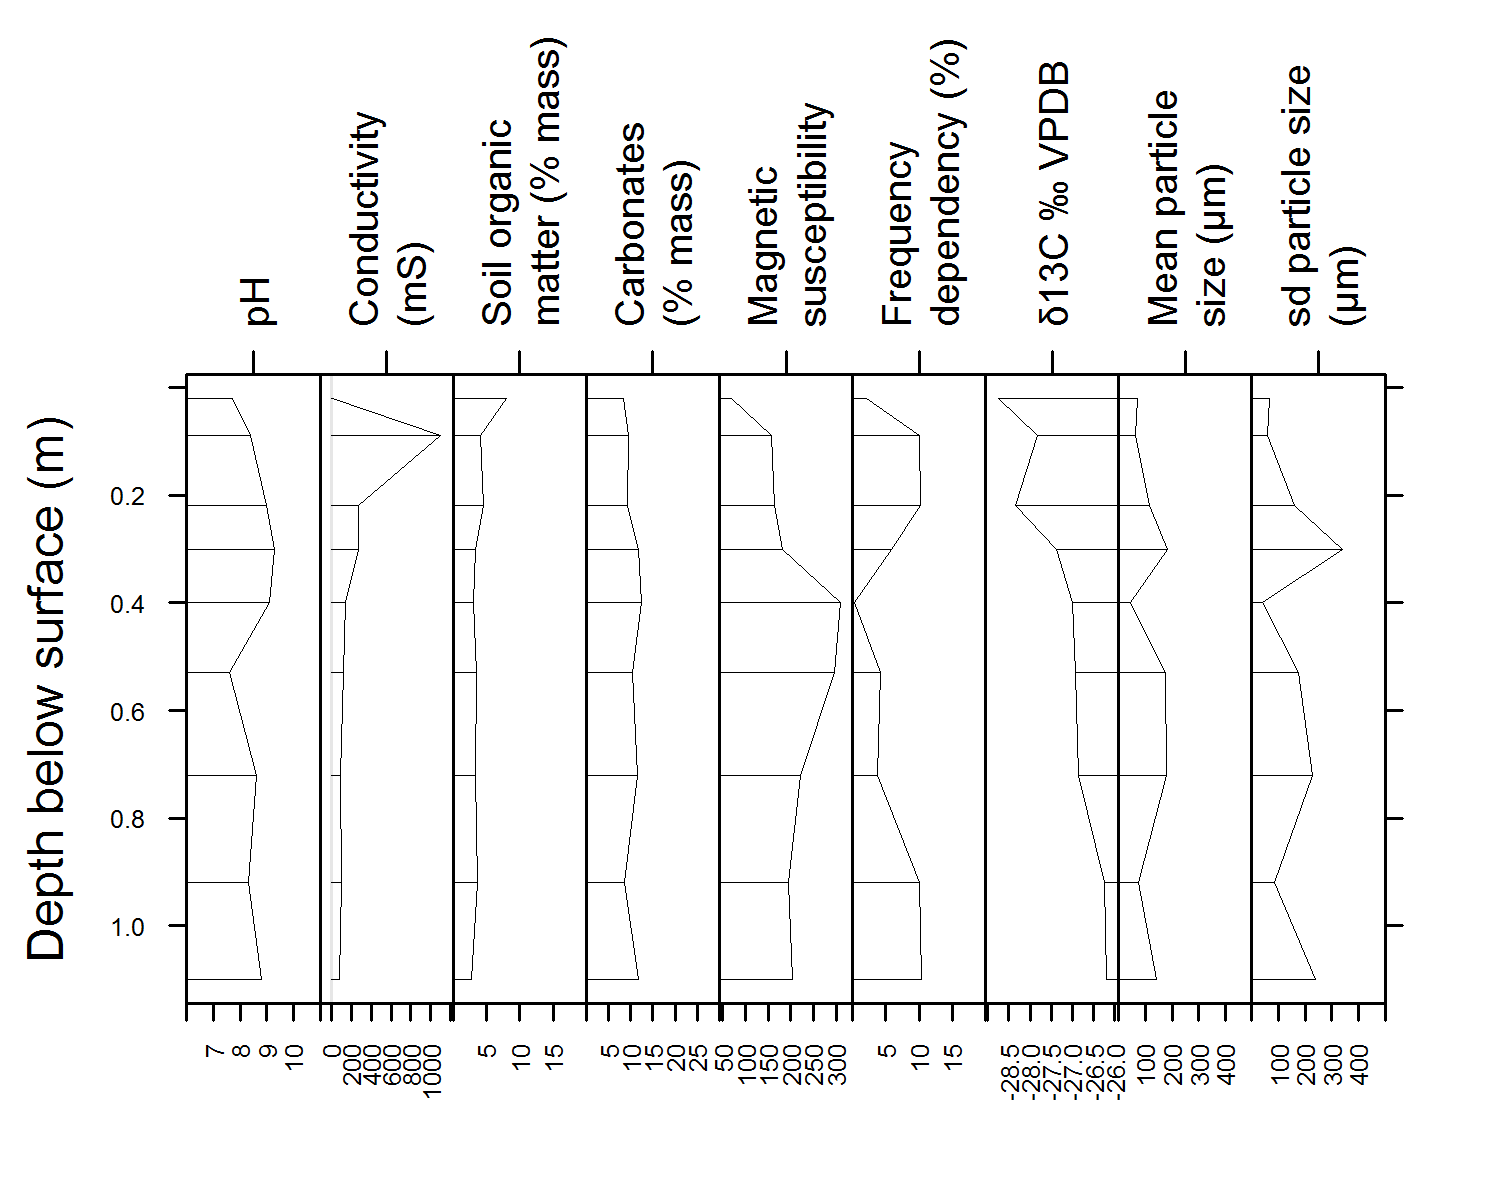 pH
Conductivity
(mS)
Soil organic
matter (% mass)
Carbonates
(% mass)
Magnetic
susceptibility
Frequency
dependency (%)
δ13C ‰ VPDB
Mean particle
size (µm)
sd particle size
(µm)
Depth below surface (m)
0.2
0.4
0.6
0.8
1.0
7 8 9 10
0 200 400 600 800 1000
5 10 15
5 10 15 20 25
50 100 150 200 250 300
5 10 15
-28.5 -28.0 -27.5 -27.0 -26.5 -26.0
100 200 300 400
100 200 300 400